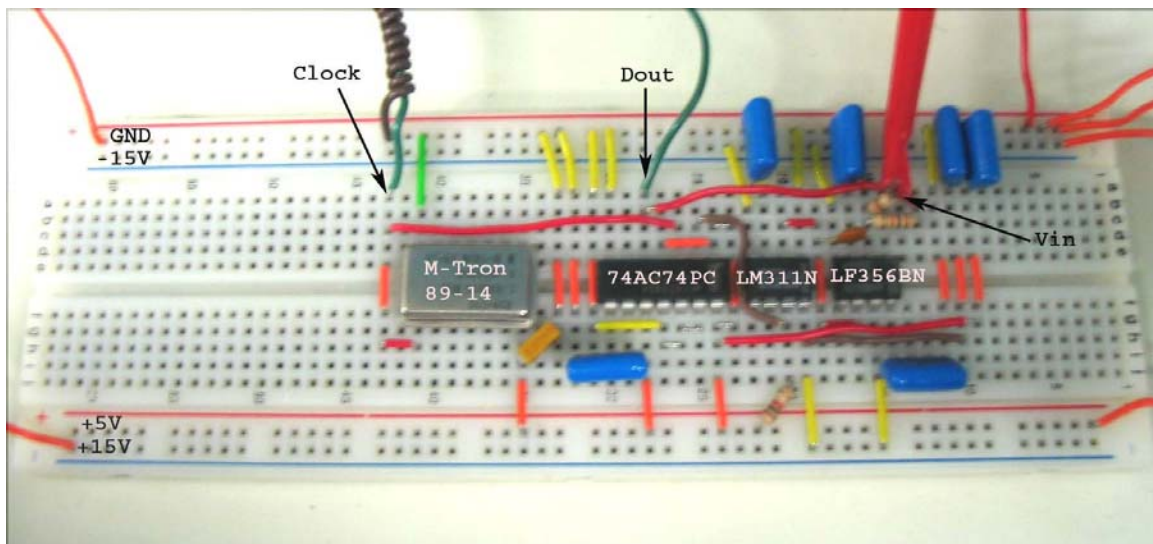 Clock
Dout
GND
-15V
Vin
M-Tron
89-14
74AC74PC
LM311N
LF356BN
+5V
+15V